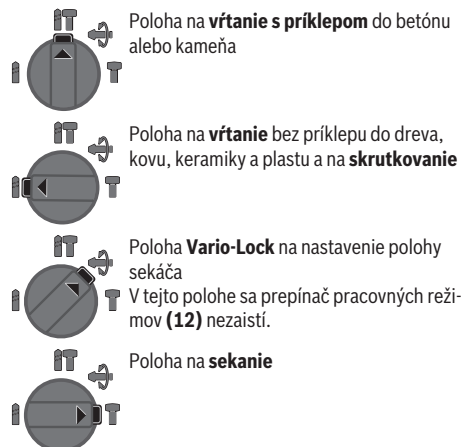 Poloha na vŕtanie s príklepom do betónu
alebo kameňa
Poloha na vŕtanie bez príklepu do dreva,
kovu, keramiky a plastu a na skrutkovanie
Poloha Vario-Lock na nastavenie polohy
sekáča
V tejto polohe sa prepínač pracovných reži-
mov (12) nezaistí.
Poloha na sekanie